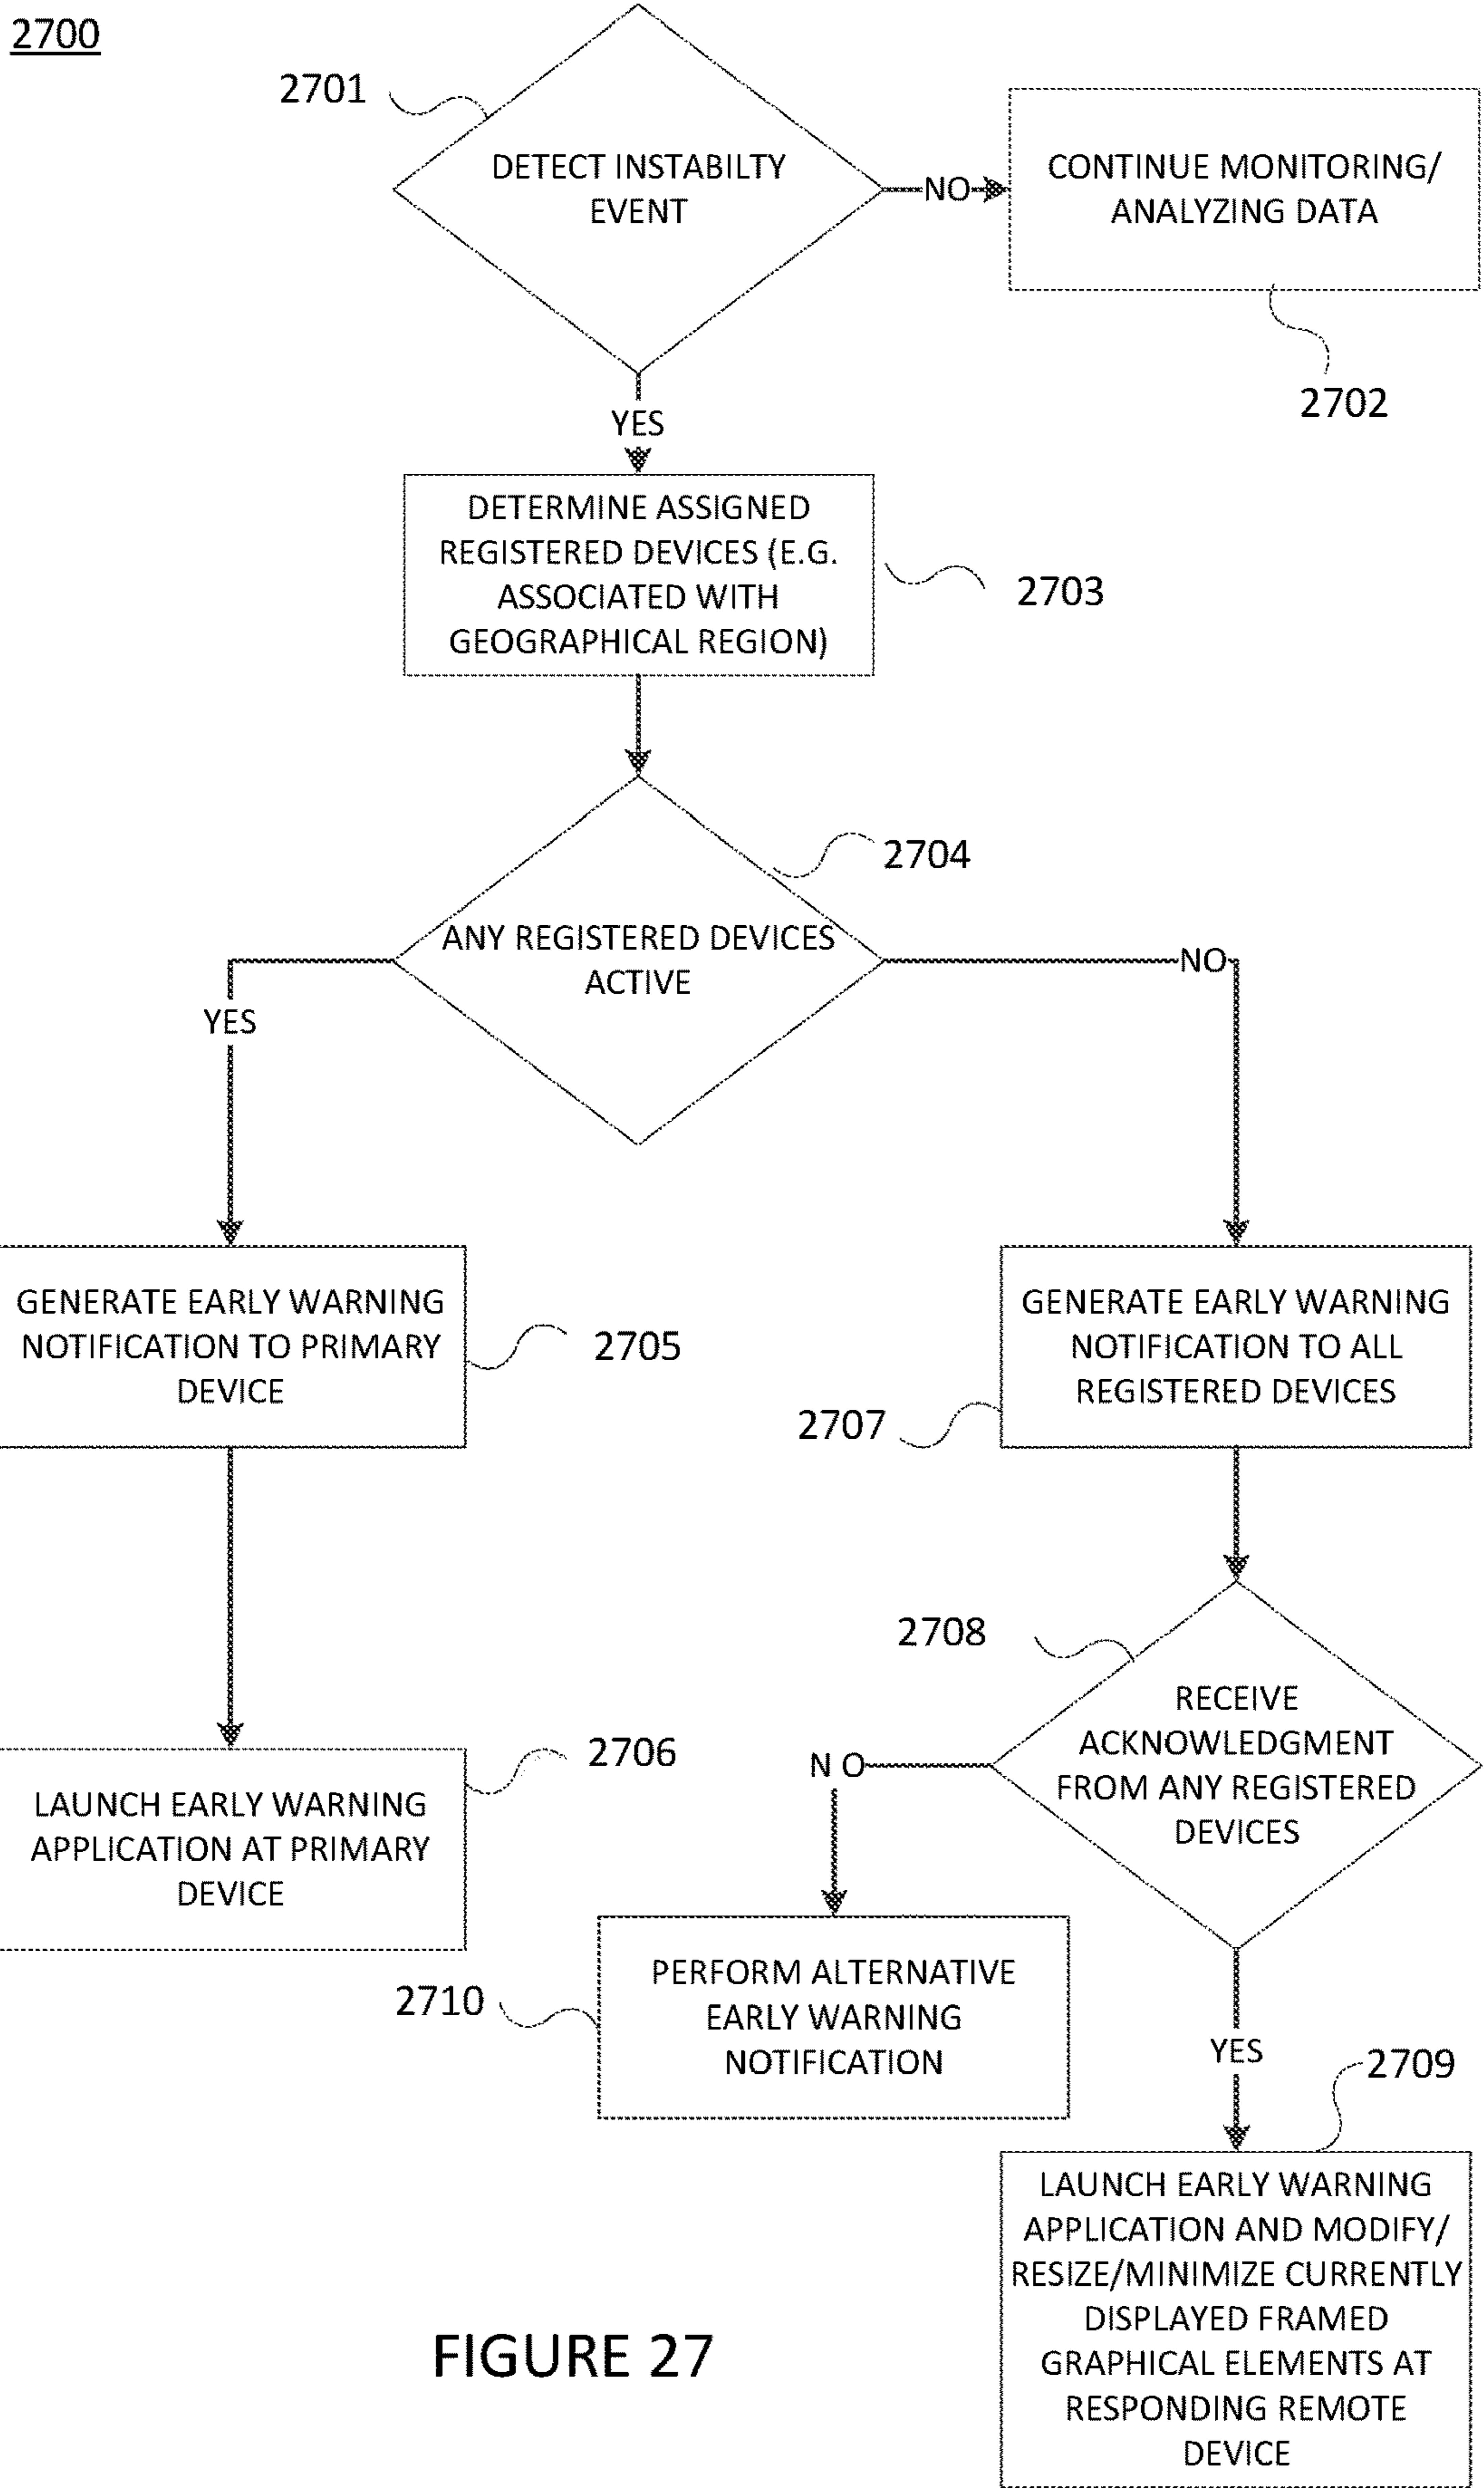 2700
2701
DETECT INSTABILTY
EVENT
NO
CONTINUE MONITORING/
ANALYZING DATA
2702
YES
DETERMINE ASSIGNED
REGISTERED DEVICES (E.G.
ASSOCIATED WITH
GEOGRAPHICAL REGION)
2703
2704
ANY REGISTERED DEVICES
ACTIVE
NO
YES
GENERATE EARLY WARNING
NOTIFICATION TO PRIMARY
DEVICE
2705
GENERATE EARLY WARNING
NOTIFICATION TO ALL
REGISTERED DEVICES
2707
2708
RECEIVE
ACKNOWLEDGMENT
FROM ANY REGISTERED
DEVICES
N O
2706
LAUNCH EARLY WARNING
APPLICATION AT PRIMARY
DEVICE
2710
PERFORM ALTERNATIVE
EARLY WARNING
NOTIFICATION
YES
2709
LAUNCH EARLY WARNING
APPLICATION AND MODIFY/
RESIZE/MINIMIZE CURRENTLY
DISPLAYED FRAMED
GRAPHICAL ELEMENTS AT
RESPONDING REMOTE
DEVICE
FIGURE 27